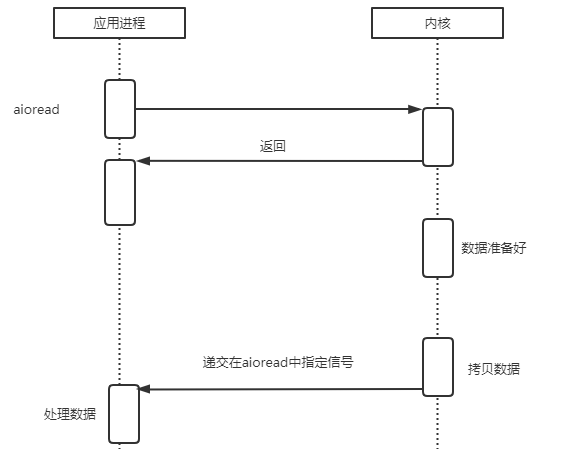 应用进程
内核
aioread
返回
数据准备好
递交在aioread中指定信号
拷贝数据
处理数据